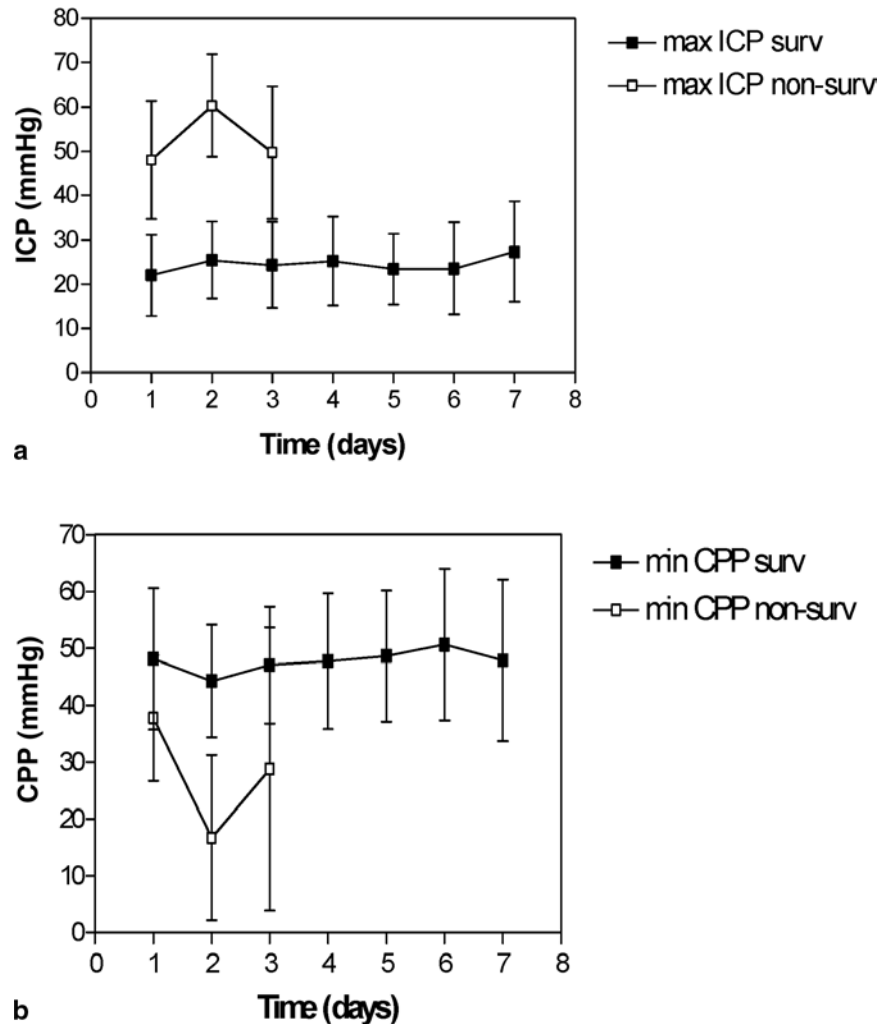 80
70
60
50
40
30
20
10
0
ICP (mmHg)
0 1 2 3 4 5 6 7 8
Time (days)
max ICP surv
max ICP non-surv
a
70
60
50
40
30
20
10
0
CPP (mmHg)
0 1 2 3 4 5 6 7 8
Time (days)
min CPP surv
min CPP non-surv
b